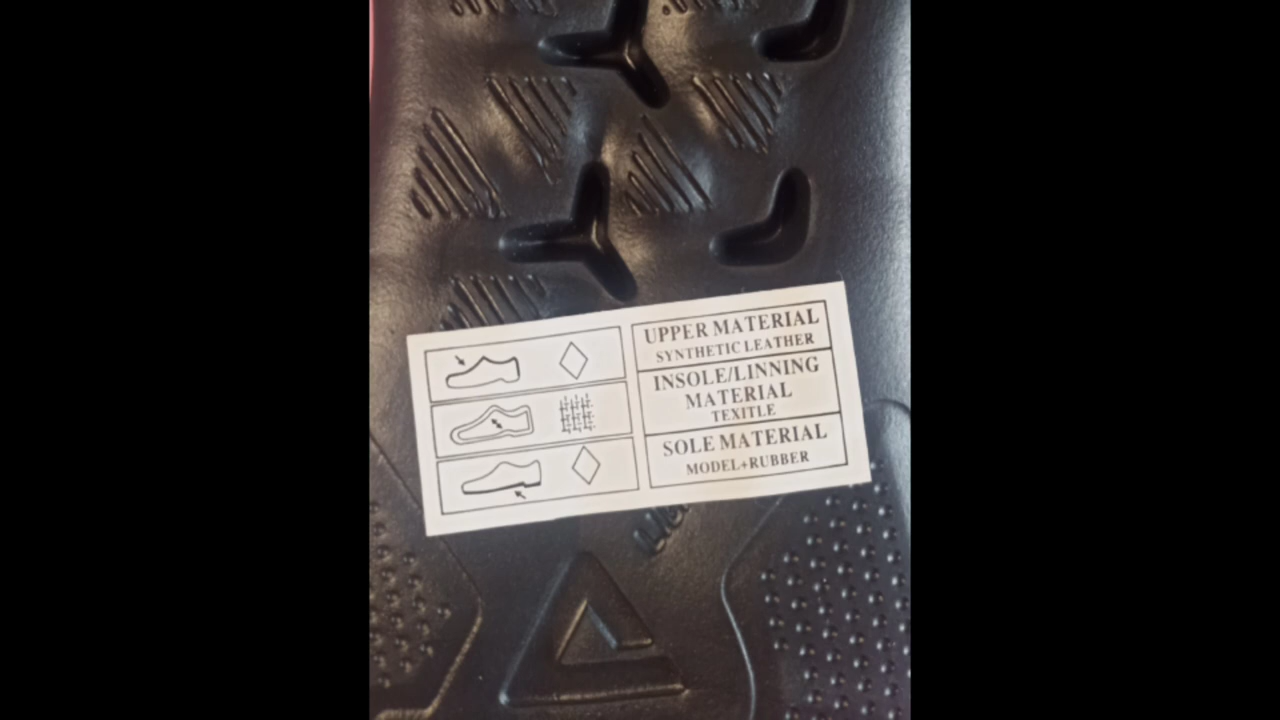 UPPER MATERIAL
SYNTHETIC LEATHER
INSOLE/LINNING
MATERIAL
TEXITLE
SOLE MATERIAL
MODEL+RUBBER